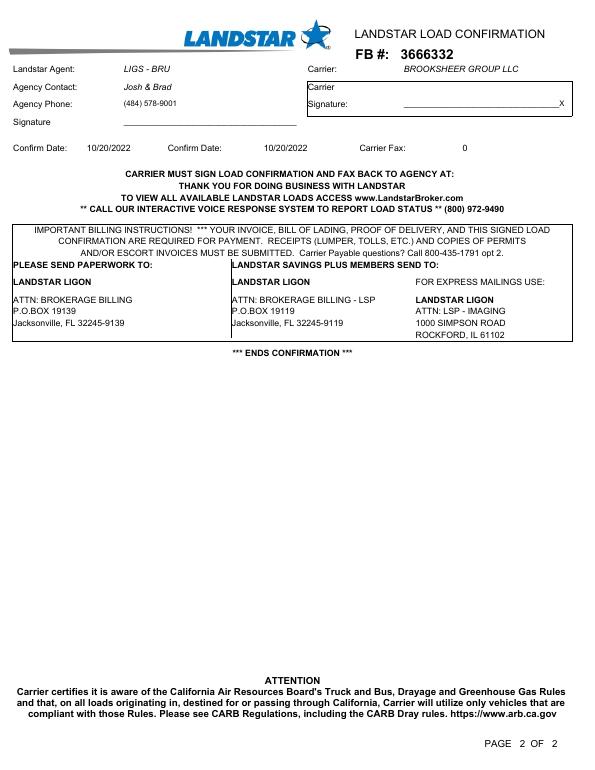 LANDSTAR
LANDSTAR LOAD CONFIRMATION
FB #: 3666332
Landstar Agent: LIGS - BRU
Carrier: BROOKSHEER GROUP LLC
Agency Contact: Josh & Brad
Carrier
Agency Phone: (484) 578-9001
Signature: ________________________________X
Signature ____________________________________
Confirm Date: 10/20/2022 Confirm Date: 10/20/2022 Carrier Fax: 0
CARRIER MUST SIGN LOAD CONFIRMATION AND FAX BACK TO AGENCY AT:
THANK YOU FOR DOING BUSINESS WITH LANDSTAR
TO VIEW ALL AVAILABLE LANDSTAR LOADS ACCESS www.LandstarBroker.com
** CALL OUR INTERACTIVE VOICE RESPONSE SYSTEM TO REPORT LOAD STATUS ** (800) 972-9490
IMPORTANT BILLING INSTRUCTIONS! *** YOUR INVOICE, BILL OF LADING, PROOF OF DELIVERY, AND THIS SIGNED LOAD
CONFIRMATION ARE REQUIRED FOR PAYMENT. RECEIPTS (LUMPER, TOLLS, ETC.) AND COPIES OF PERMITS
AND/OR ESCORT INVOICES MUST BE SUBMITTED. Carrier Payable questions? Call 800-435-1791 opt 2.
PLEASE SEND PAPERWORK TO:
LANDSTAR LIGON
ATTN: BROKERAGE BILLING
P.O.BOX 19139
Jacksonville, FL 32245-9139
LANDSTAR SAVINGS PLUS MEMBERS SEND TO:
LANDSTAR LIGON
ATTN: BROKERAGE BILLING - LSP
P.O.BOX 19119
Jacksonville, FL 32245-9119
FOR EXPRESS MAILINGS USE:
LANDSTAR LIGON
ATTN: LSP - IMAGING
1000 SIMPSON ROAD
ROCKFORD, IL 61102
*** ENDS CONFIRMATION ***
ATTENTION
Carrier certifies it is aware of the California Air Resources Board's Truck and Bus, Drayage and Greenhouse Gas Rules
and that, on all loads originating in, destined for or passing through California, Carrier will utilize only vehicles that are
compliant with those Rules. Please see CARB Regulations, including the CARB Dray rules. https://www.arb.ca.gov
PAGE 2 OF 2